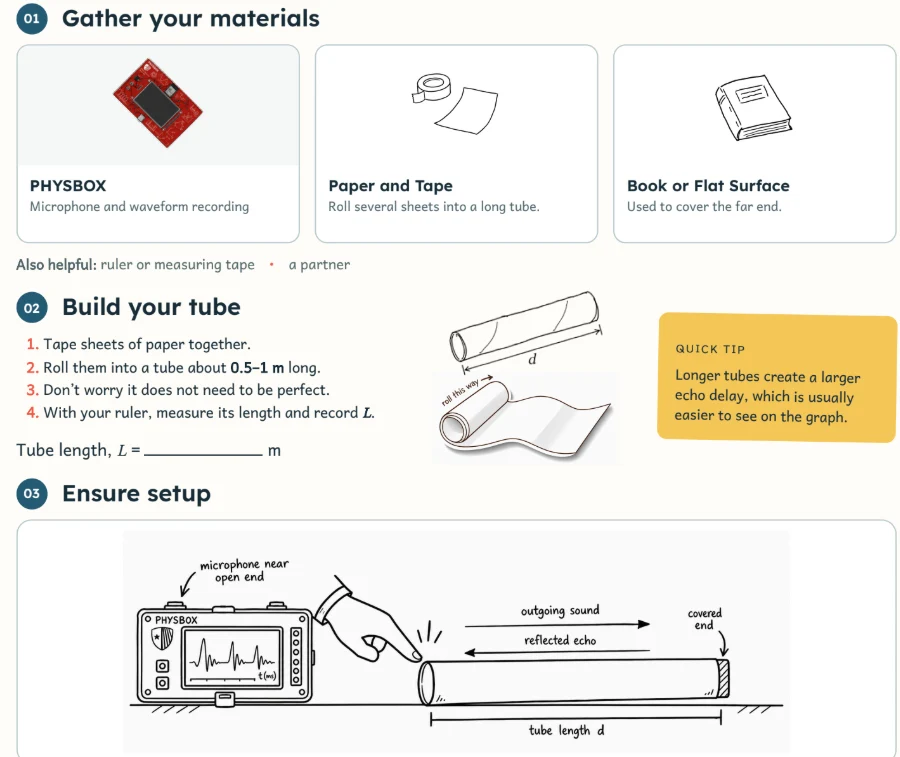 01 Gather your materials
PHYSBOX
Microphone and waveform recording
Paper and Tape
Roll several sheets into a long tube.
Book or Flat Surface
Used to cover the far end.
Also helpful: ruler or measuring tape • a partner
02 Build your tube
1. Tape sheets of paper together.
2. Roll them into a tube about 0.5–1 m long.
3. Don’t worry it does not need to be perfect.
4. With your ruler, measure its length and record L.
Tube length, L = ____________ m
d
roll this way
QUICK TIP
Longer tubes create a larger
echo delay, which is usually
easier to see on the graph.
03 Ensure setup
microphone near
open end
PHYSBOX
t(ms)
outgoing sound
reflected echo
covered
end
tube length d